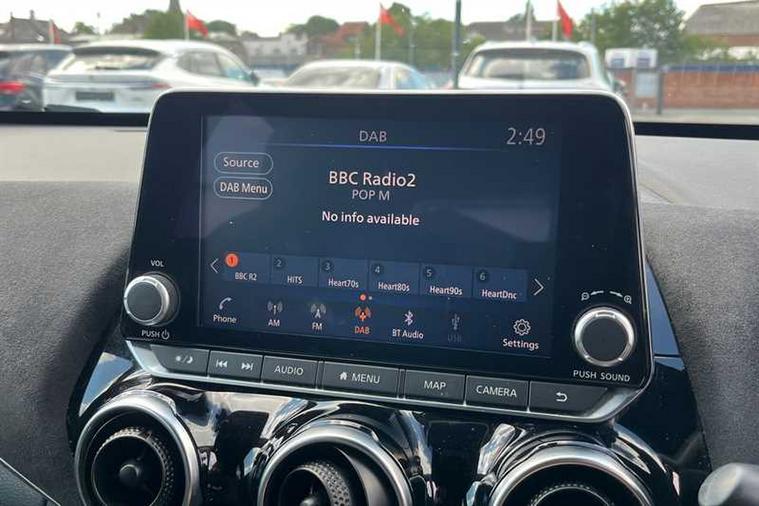 DAB
2:49
Source
DAB Menu
BBC Radio2
POP M
No info available
1 2 3 4 5 6
BBC R2 HITS Heart70s Heart80s Heart90s HeartDnc
Phone AM FM DAB BT Audio USB Settings
VOL
PUSH
PUSH SOUND
AUDIO MENU MAP CAMERA